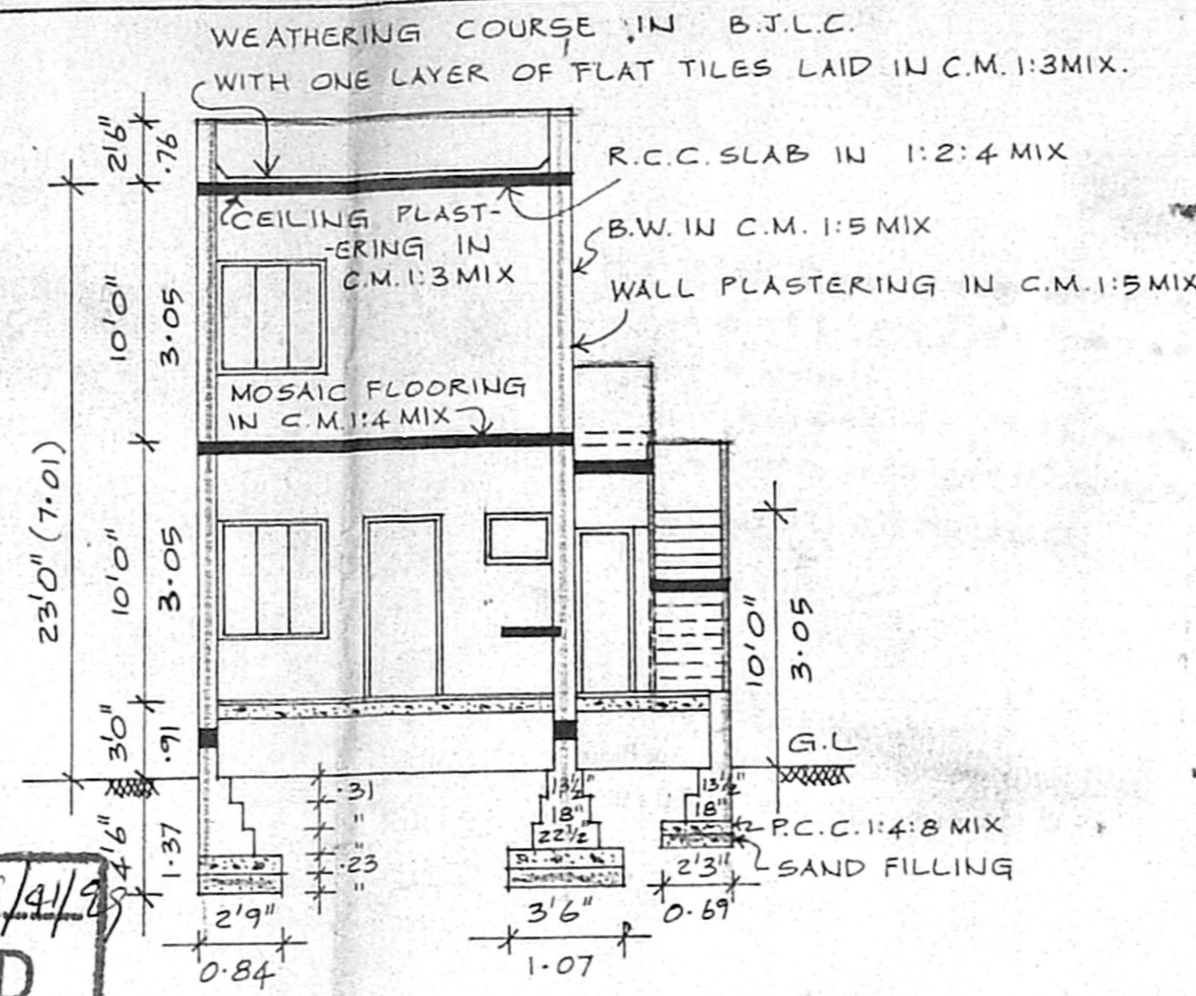 WEATHERING COURSE IN B.J.L.C.
WITH ONE LAYER OF FLAT TILES LAID IN C.M. 1:3 MIX.
2'6"
.76
R.C.C. SLAB IN 1:2:4 MIX
CEILING PLAST-
-ERING IN
C.M. 1:3 MIX
B.W. IN C.M. 1:5 MIX
WALL PLASTERING IN C.M. 1:5 MIX
10'0"
3.05
MOSAIC FLOORING
IN C.M 1:4 MIX
23'0" (7.01)
10'0"
3.05
10'0"
3.05
3'0"
.91
G.L
4'6"
1.37
.31
"
"
.23
"
13½"
18"
22½"
13½"
18"
P.C.C. 1:4:8 MIX
SAND FILLING
2'9"
0.84
3'6"
1.07
2'3"
0.69
D